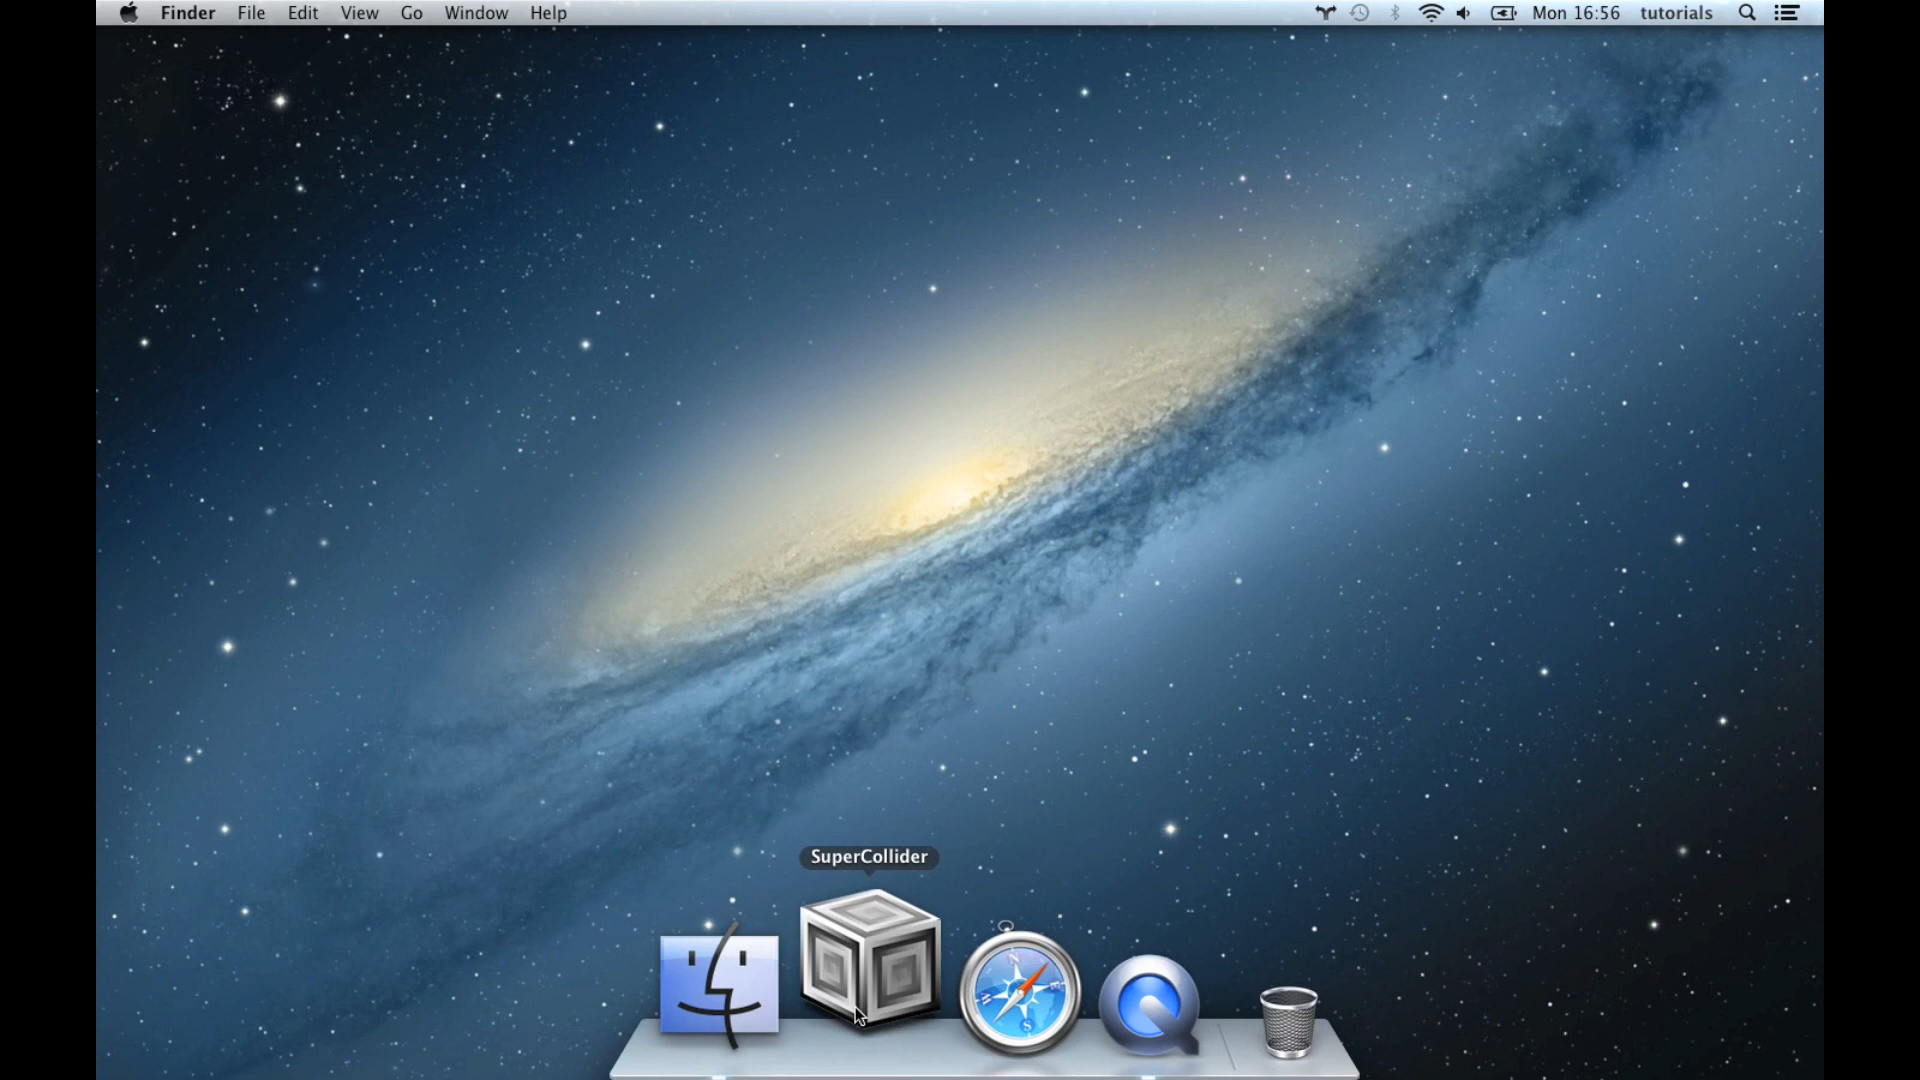 Finder File Edit View Go Window Help Mon 16:56 tutorials
SuperCollider
N
W E
S